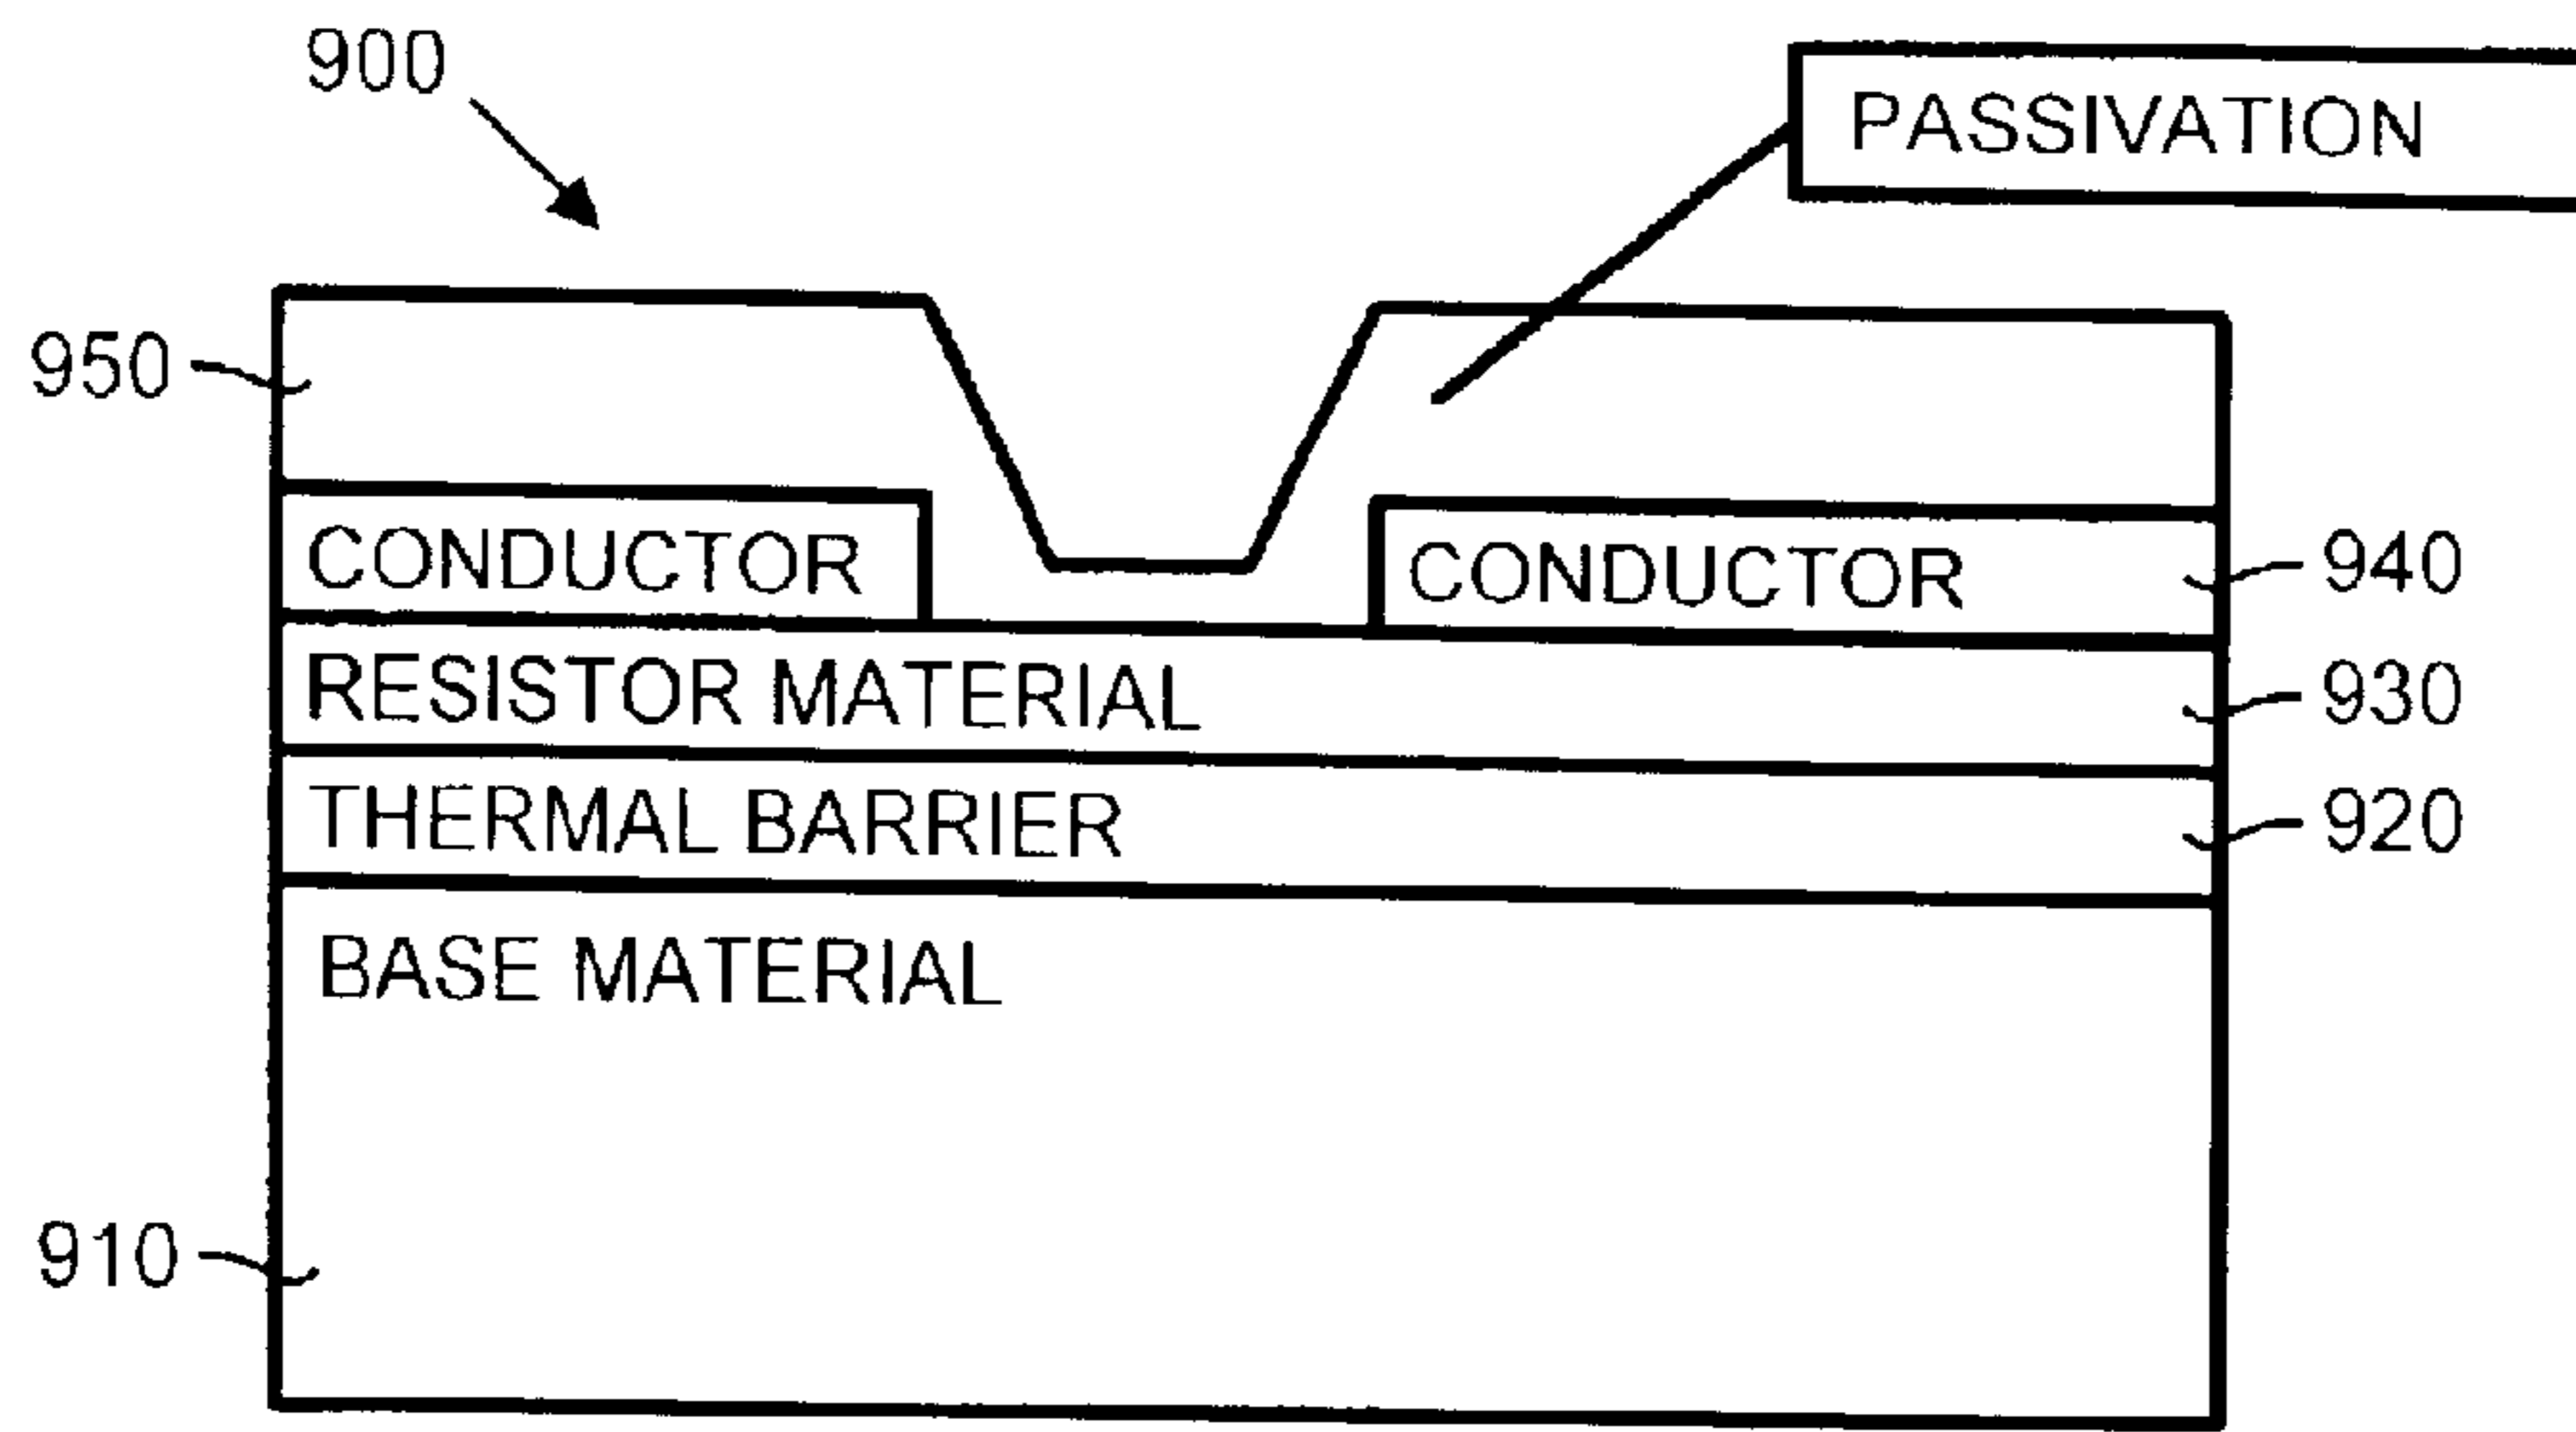 900
PASSIVATION
950
CONDUCTOR
CONDUCTOR
940
RESISTOR MATERIAL
930
THERMAL BARRIER
920
BASE MATERIAL
910